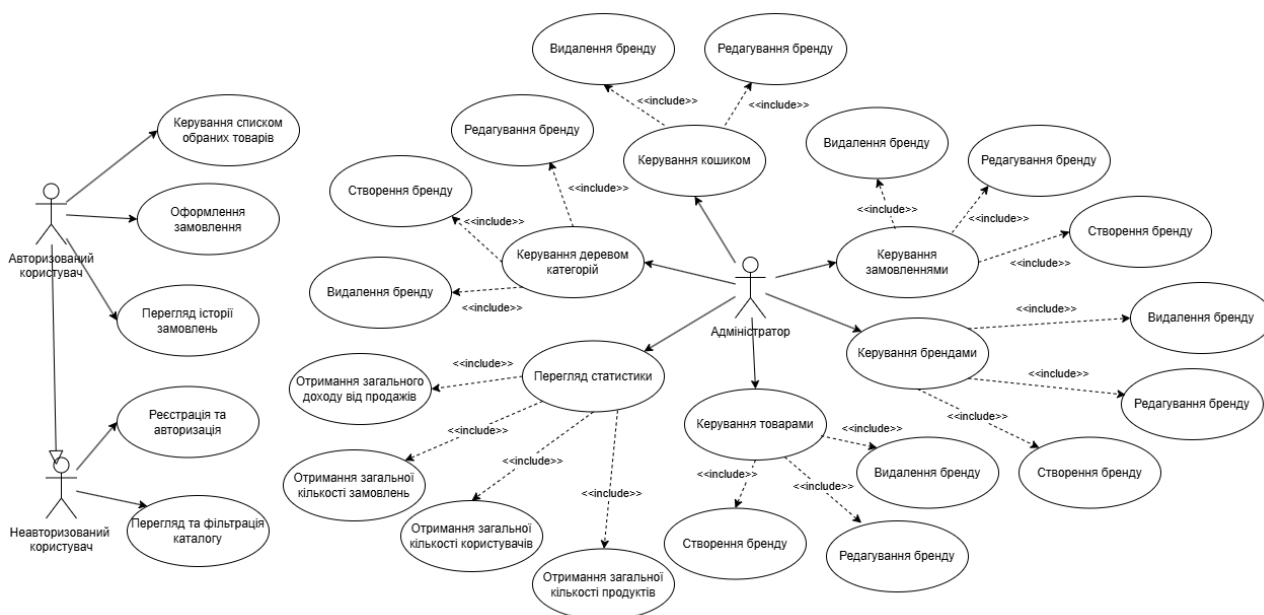 Видалення бренду
Редагування бренду
<<include>>
<<include>>
Керування списком
обраних товарів
Редагування бренду
Керування кошиком
Видалення бренду
Редагування бренду
Створення бренду
<<include>>
<<include>>
<<include>>
<<include>>
Оформлення
замовлення
Створення бренду
Авторизований
користувач
Керування деревом
категорій
Керування
замовленнями
<<include>>
Видалення бренду
<<include>>
Перегляд історії
замовлень
Адміністратор
<<include>>
Видалення бренду
Керування брендами
<<include>>
Перегляд статистики
<<include>>
Отримання загального
доходу від продажів
<<include>>
Редагування бренду
Реєстрація та
авторизація
Керування товарами
<<include>>
<<include>>
<<include>>
<<include>>
Видалення бренду
Створення бренду
<<include>>
<<include>>
Отримання загальної
кількості замовлень
<<include>>
<<include>>
Неавторизований
користувач
Перегляд та фільтрація
каталогу
Отримання загальної
кількості користувачів
Створення бренду
Редагування бренду
Отримання загальної
кількості продуктів